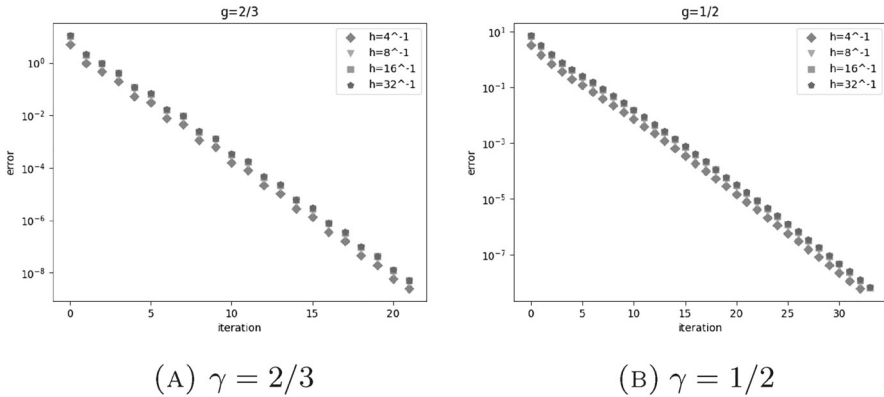 g=2/3
h=4^-1
h=8^-1
h=16^-1
h=32^-1
10^0
10^-2
10^-4
10^-6
10^-8
error
0 5 10 15 20
iteration
(A) γ = 2/3
g=1/2
h=4^-1
h=8^-1
h=16^-1
h=32^-1
10^1
10^-1
10^-3
10^-5
10^-7
error
0 5 10 15 20 25 30
iteration
(B) γ = 1/2